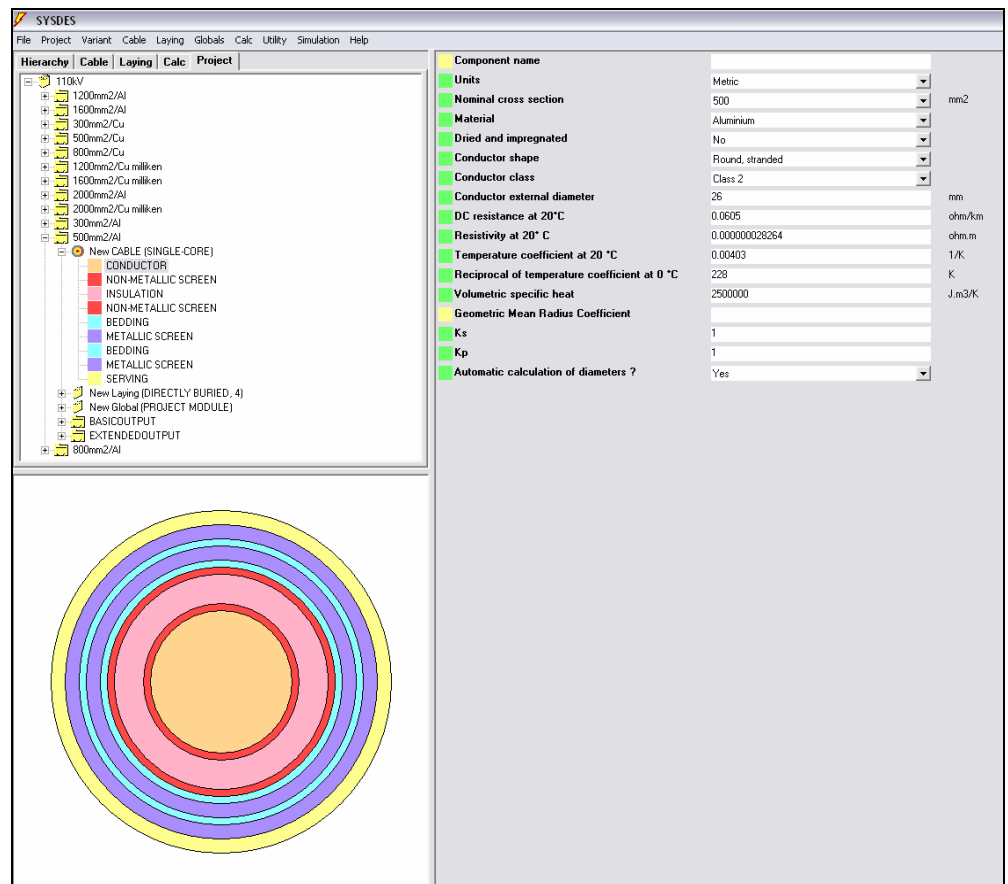 SYSDES
File Project Variant Cable Laying Globals Calc Utility Simulation Help
Hierarchy Cable Laying Calc Project
110kV
1200mm2/Al
1600mm2/Al
300mm2/Cu
500mm2/Cu
800mm2/Cu
1200mm2/Cu milliken
1600mm2/Cu milliken
2000mm2/Al
2000mm2/Cu milliken
300mm2/Al
500mm2/Al
New CABLE (SINGLE-CORE)
CONDUCTOR
NON-METALLIC SCREEN
INSULATION
NON-METALLIC SCREEN
BEDDING
METALLIC SCREEN
BEDDING
METALLIC SCREEN
SERVING
New Laying (DIRECTLY BURIED, 4)
New Global (PROJECT MODULE)
BASICOUTPUT
EXTENDEDOUTPUT
800mm2/Al
Component name
Units Metric
Nominal cross section 500 mm2
Material Aluminium
Dried and impregnated No
Conductor shape Round, stranded
Conductor class Class 2
Conductor external diameter 26 mm
DC resistance at 20°C 0.0605 ohm/km
Resistivity at 20° C 0.000000028264 ohm.m
Temperature coefficient at 20 °C 0.00403 1/K
Reciprocal of temperature coefficient at 0 °C 228 K
Volumetric specific heat 2500000 J.m3/K
Geometric Mean Radius Coefficient
Ks 1
Kp 1
Automatic calculation of diameters ? Yes